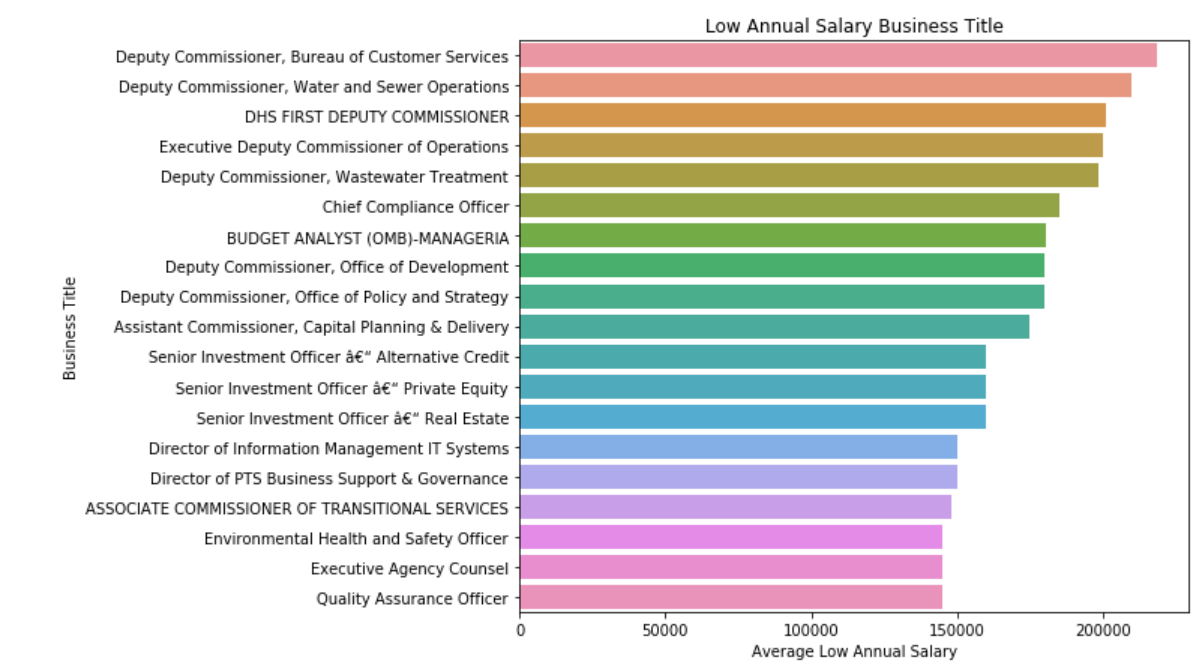 Low Annual Salary Business Title
Deputy Commissioner, Bureau of Customer Services
Deputy Commissioner, Water and Sewer Operations
DHS FIRST DEPUTY COMMISSIONER
Executive Deputy Commissioner of Operations
Deputy Commissioner, Wastewater Treatment
Chief Compliance Officer
BUDGET ANALYST (OMB)-MANAGERIA
Deputy Commissioner, Office of Development
Deputy Commissioner, Office of Policy and Strategy
Assistant Commissioner, Capital Planning & Delivery
Senior Investment Officer â€“ Alternative Credit
Senior Investment Officer â€“ Private Equity
Senior Investment Officer â€“ Real Estate
Director of Information Management IT Systems
Director of PTS Business Support & Governance
ASSOCIATE COMMISSIONER OF TRANSITIONAL SERVICES
Environmental Health and Safety Officer
Executive Agency Counsel
Quality Assurance Officer
Business Title
0 50000 100000 150000 200000
Average Low Annual Salary